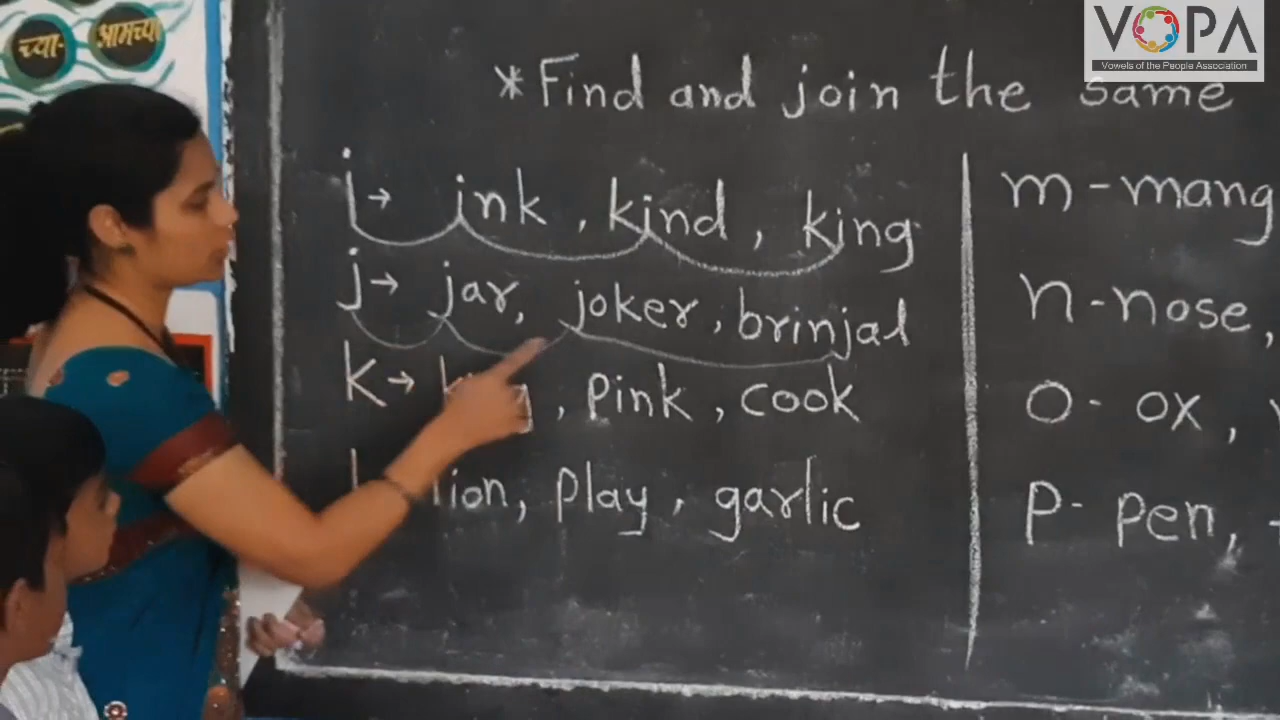 च्या- आमच्या
VOPA
Vowels of the People Association
*Find and join the same
i → ink, kind, king
j → jar, joker, brinjal
k → , pink, cook
lion, play, garlic
m - mang
n - nose,
o - ox,
p - pen,